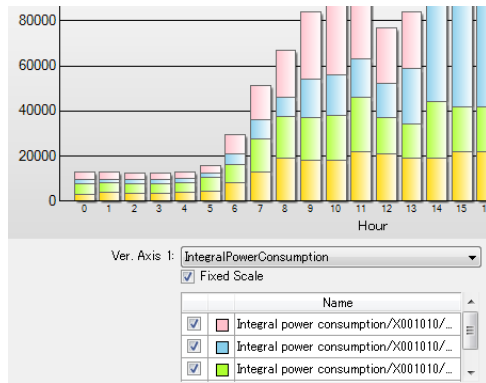 80000
60000
40000
20000
0
0 1 2 3 4 5 6 7 8 9 10 11 12 13 14 15
Hour
Ver. Axis 1: IntegralPowerConsumption
Fixed Scale
Name
Integral power consumption/X001010/...
Integral power consumption/X001010/...
Integral power consumption/X001010/...